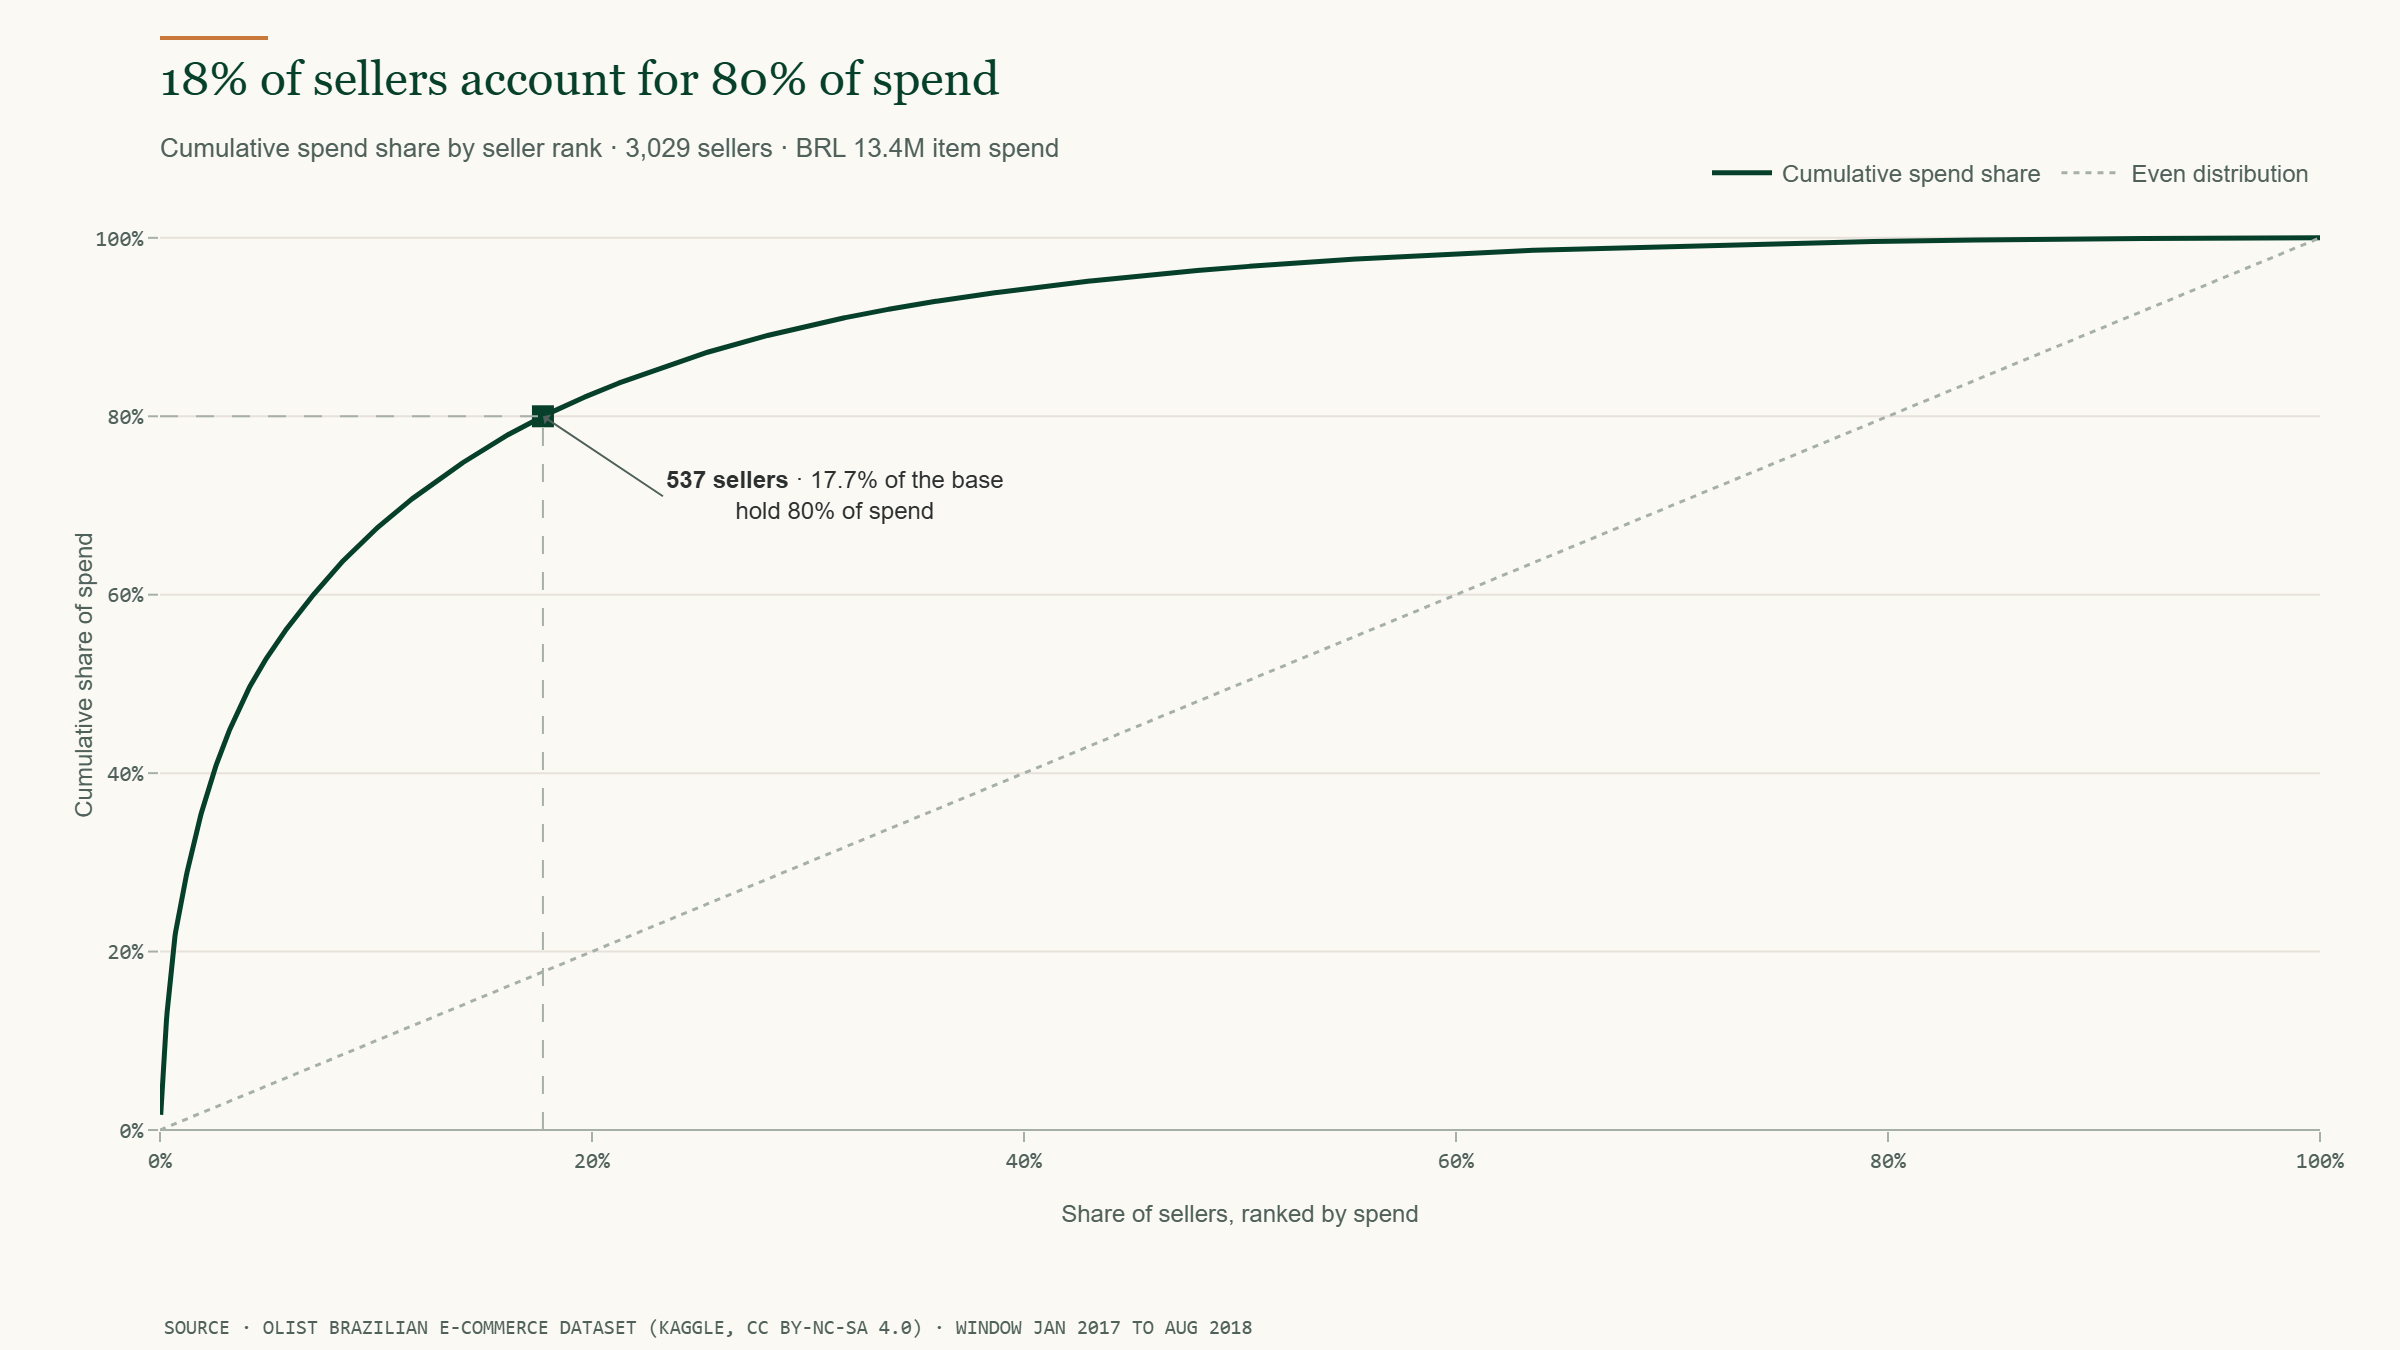 18% of sellers account for 80% of spend
Cumulative spend share by seller rank · 3,029 sellers · BRL 13.4M item spend
Cumulative spend share
Even distribution
100%
80%
60%
40%
20%
0%
Cumulative share of spend
537 sellers · 17.7% of the base
hold 80% of spend
0%
20%
40%
60%
80%
100%
Share of sellers, ranked by spend
SOURCE · OLIST BRAZILIAN E-COMMERCE DATASET (KAGGLE, CC BY-NC-SA 4.0) · WINDOW JAN 2017 TO AUG 2018